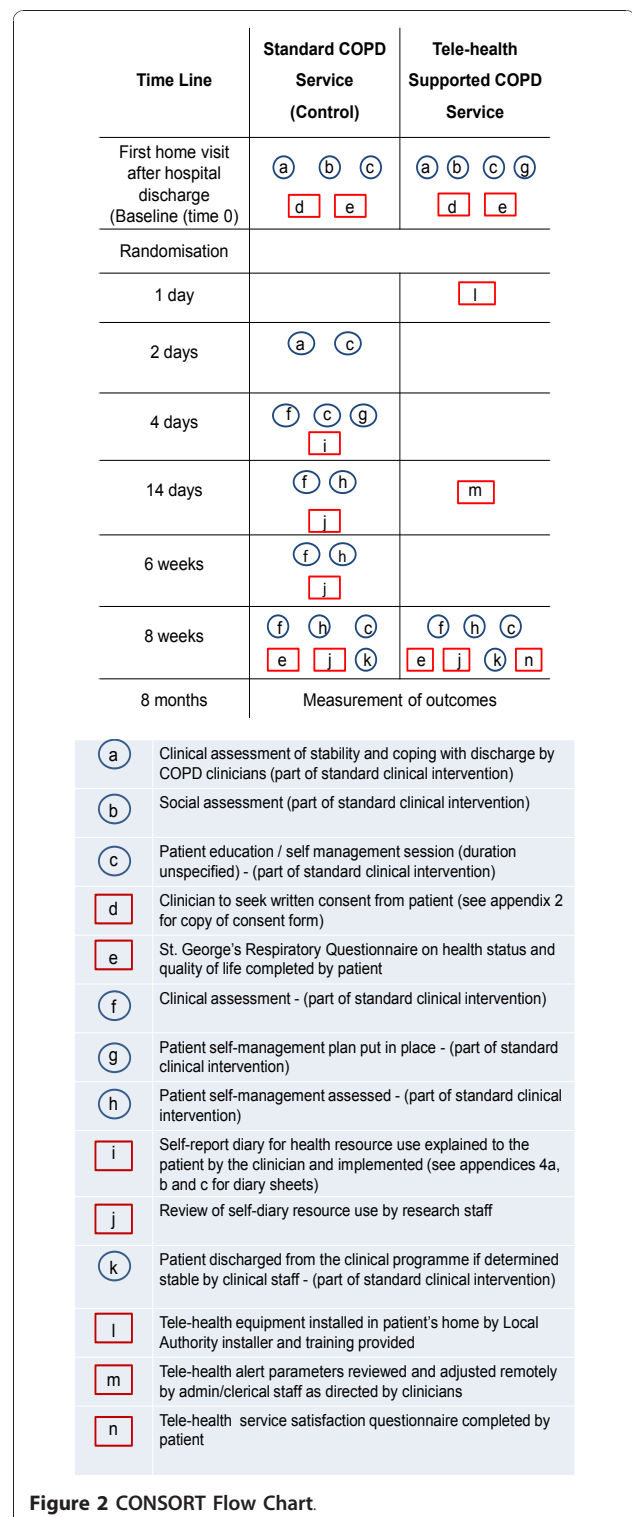 Time Line
Standard COPD
Service
(Control)
Tele-health
Supported COPD
Service
First home visit
after hospital
discharge
(Baseline (time 0)
a b c
d e
a b c g
d e
Randomisation
1 day
l
2 days
a c
4 days
f c g
i
14 days
f h
j
m
6 weeks
f h
j
8 weeks
f h c
e j k
f h c
e j k n
8 months
Measurement of outcomes
a
Clinical assessment of stability and coping with discharge by
COPD clinicians (part of standard clinical intervention)
b
Social assessment (part of standard clinical intervention)
c
Patient education / self management session (duration
unspecified) - (part of standard clinical intervention)
d
Clinician to seek written consent from patient (see appendix 2
for copy of consent form)
e
St. George's Respiratory Questionnaire on health status and
quality of life completed by patient
f
Clinical assessment - (part of standard clinical intervention)
g
Patient self-management plan put in place - (part of standard
clinical intervention)
h
Patient self-management assessed - (part of standard clinical
intervention)
i
Self-report diary for health resource use explained to the
patient by the clinician and implemented (see appendices 4a,
b and c for diary sheets)
j
Review of self-diary resource use by research staff
k
Patient discharged from the clinical programme if determined
stable by clinical staff - (part of standard clinical intervention)
l
Tele-health equipment installed in patient's home by Local
Authority installer and training provided
m
Tele-health alert parameters reviewed and adjusted remotely
by admin/clerical staff as directed by clinicians
n
Tele-health service satisfaction questionnaire completed by
patient
Figure 2 CONSORT Flow Chart.